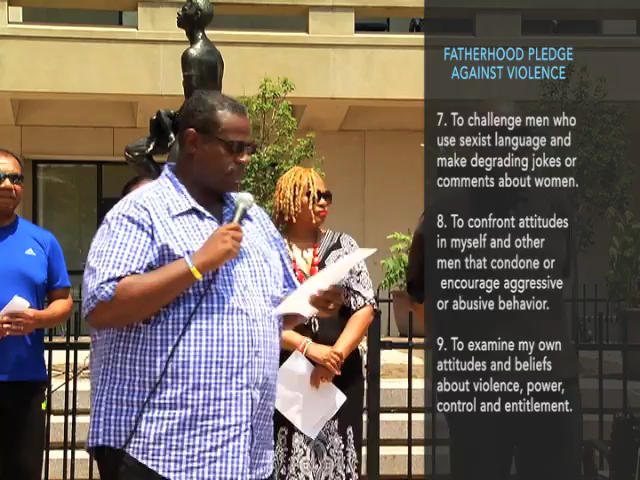 FATHERHOOD PLEDGE
AGAINST VIOLENCE
7. To challenge men who
use sexist language and
make degrading jokes or
comments about women.
8. To confront attitudes
in myself and other
men that condone or
encourage aggressive
or abusive behavior.
9. To examine my own
attitudes and beliefs
about violence, power,
control and entitlement.